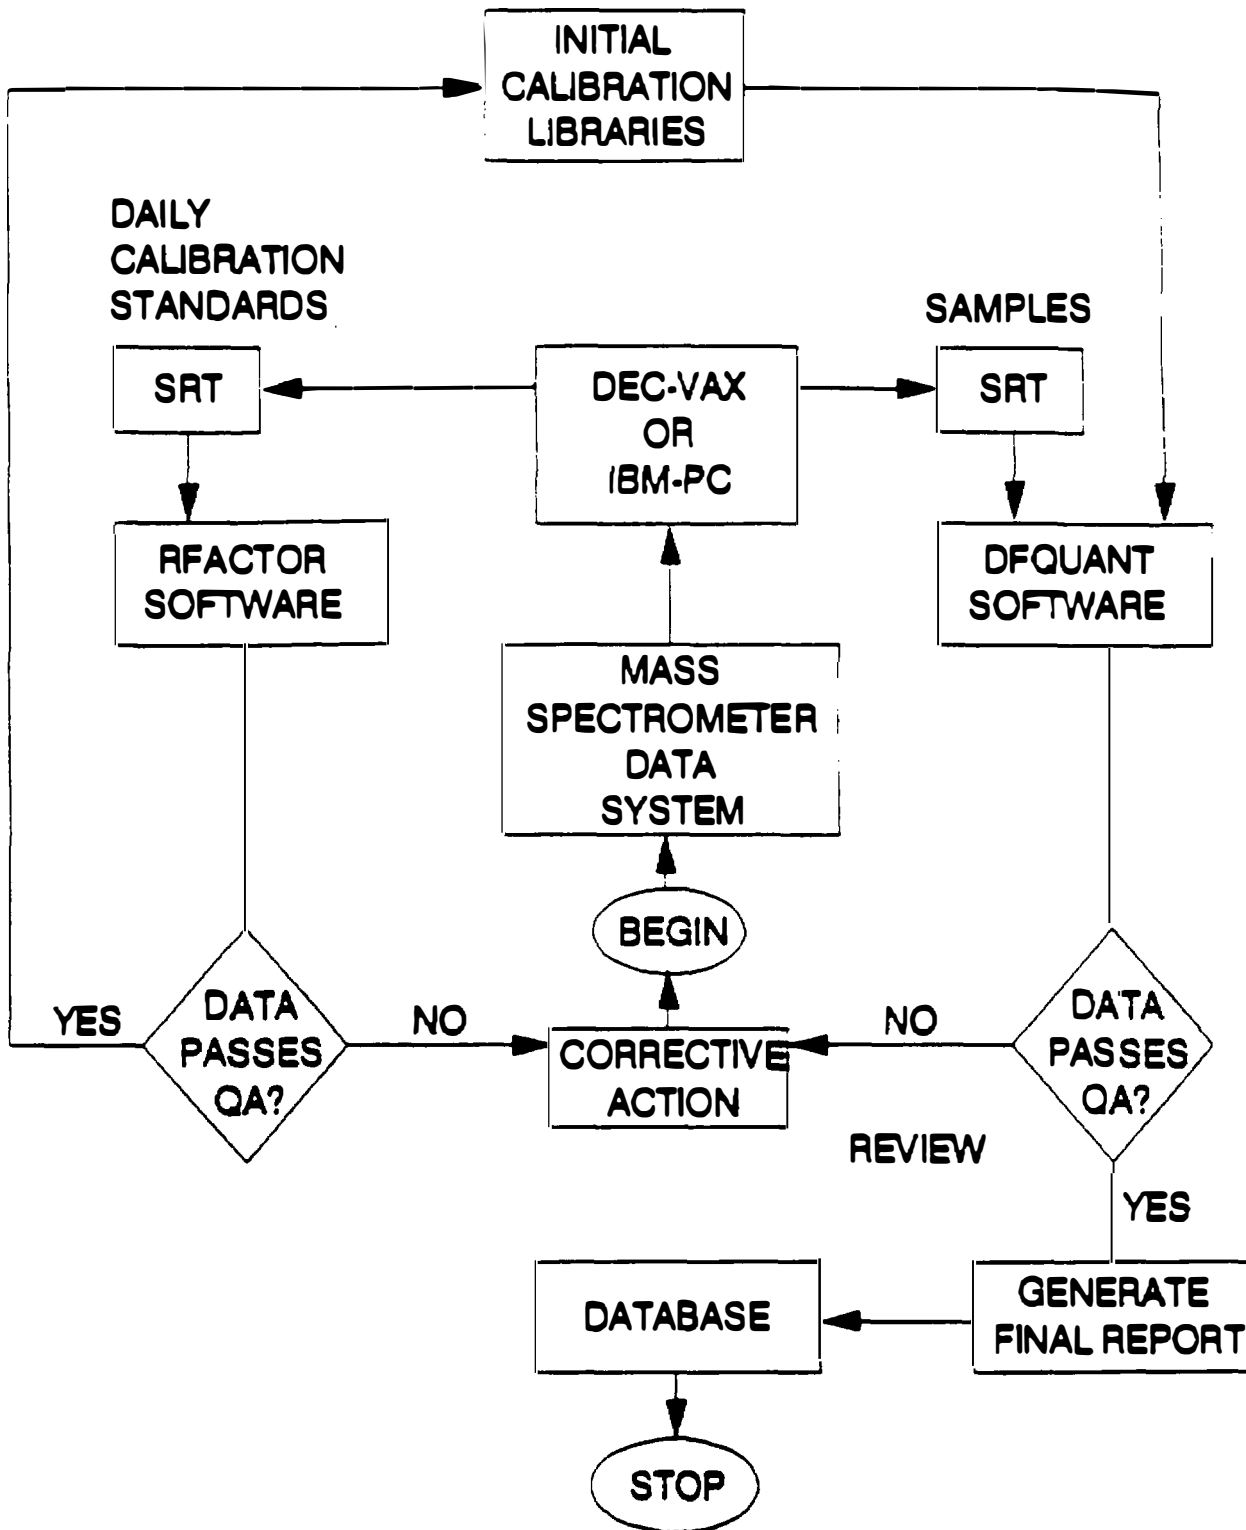 INITIAL
CALIBRATION
LIBRARIES
DAILY
CALIBRATION
STANDARDS
SAMPLES
SRT
DEC-VAX
OR
IBM-PC
SRT
RFACTOR
SOFTWARE
DFQUANT
SOFTWARE
MASS
SPECTROMETER
DATA
SYSTEM
BEGIN
YES
DATA
PASSES
QA?
NO
CORRECTIVE
ACTION
NO
DATA
PASSES
QA?
REVIEW
YES
DATABASE
GENERATE
FINAL REPORT
STOP